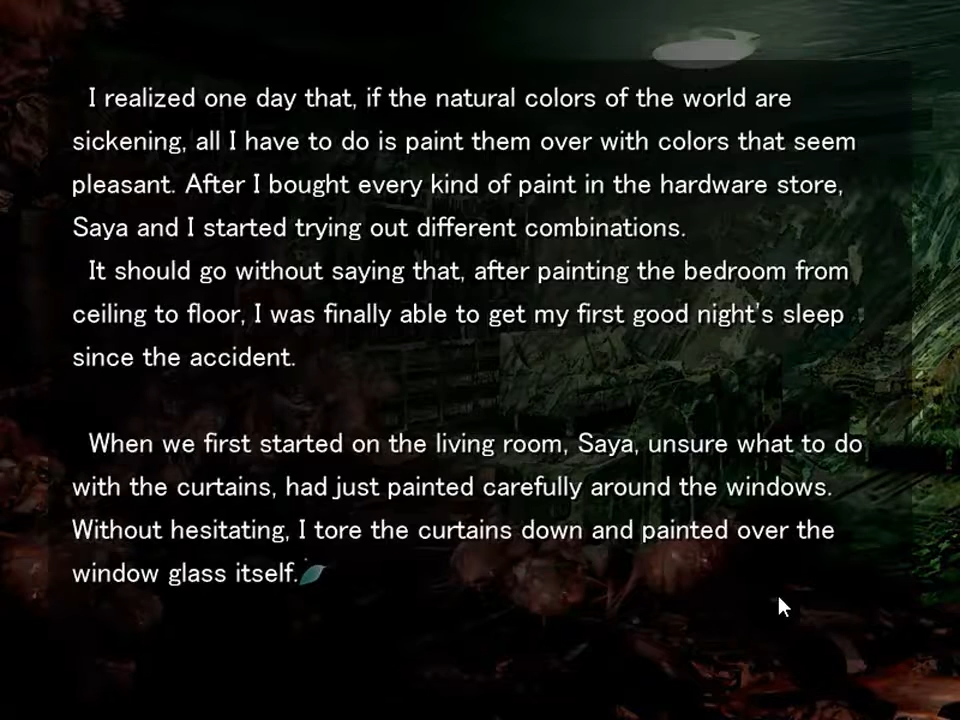 I realized one day that, if the natural colors of the world are
sickening, all I have to do is paint them over with colors that seem
pleasant. After I bought every kind of paint in the hardware store,
Saya and I started trying out different combinations.
It should go without saying that, after painting the bedroom from
ceiling to floor, I was finally able to get my first good night's sleep
since the accident.
When we first started on the living room, Saya, unsure what to do
with the curtains, had just painted carefully around the windows.
Without hesitating, I tore the curtains down and painted over the
window glass itself.